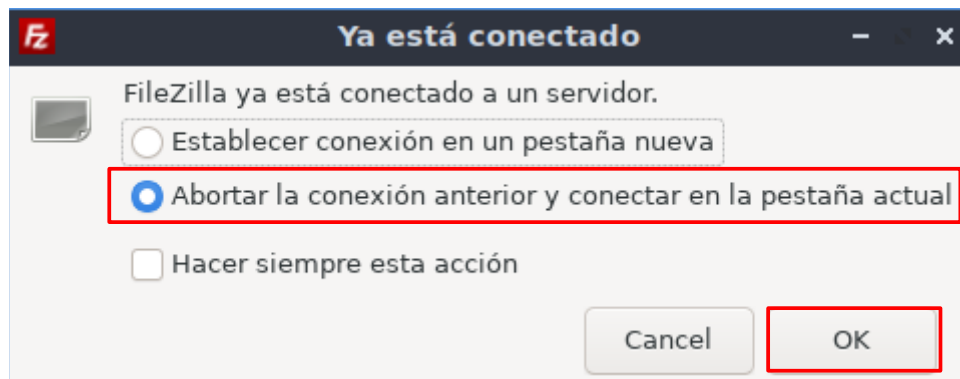 Fz
Ya está conectado
FileZilla ya está conectado a un servidor.
Establecer conexión en un pestaña nueva
Abortar la conexión anterior y conectar en la pestaña actual
Hacer siempre esta acción
Cancel
OK